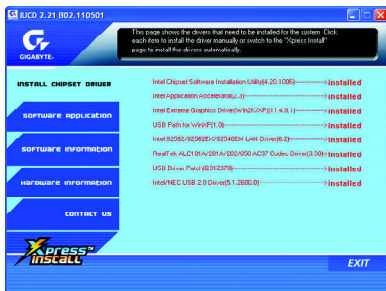 IUCD 2.21 B02.110501
This page shows the drivers that need to be installed for the system. Click
each item to install the driver manually or switch to the "Xpress Install"
page to install the drivers automatically.
GIGABYTE
INSTALL CHIPSET DRIVER
SOFTWARE APPLICATION
SOFTWARE INFORMATION
HARDWARE INFORMATION
CONTACT US
Xpress
INSTALL
Intel Chipset Software Installation Utility(4.20.1006)---------->installed
Intel Application Accelerator(2.3)---------->installed
Intel Extreme Graphics Driver(Win2K/XP)(11.4.0.1)---------->installed
USB Path for WinXP(1.0)---------->installed
Intel 82562/82562EX/82540EM LAN Driver(6.2)---------->installed
RealTek ALC101A/201A/202/650 AC97 Codec Driver(3.30)->installed
USB Driver Patch(Q312370)---------->installed
Intel/NEC USB 2.0 Driver(5.1.2600.0)---------->installed
EXIT